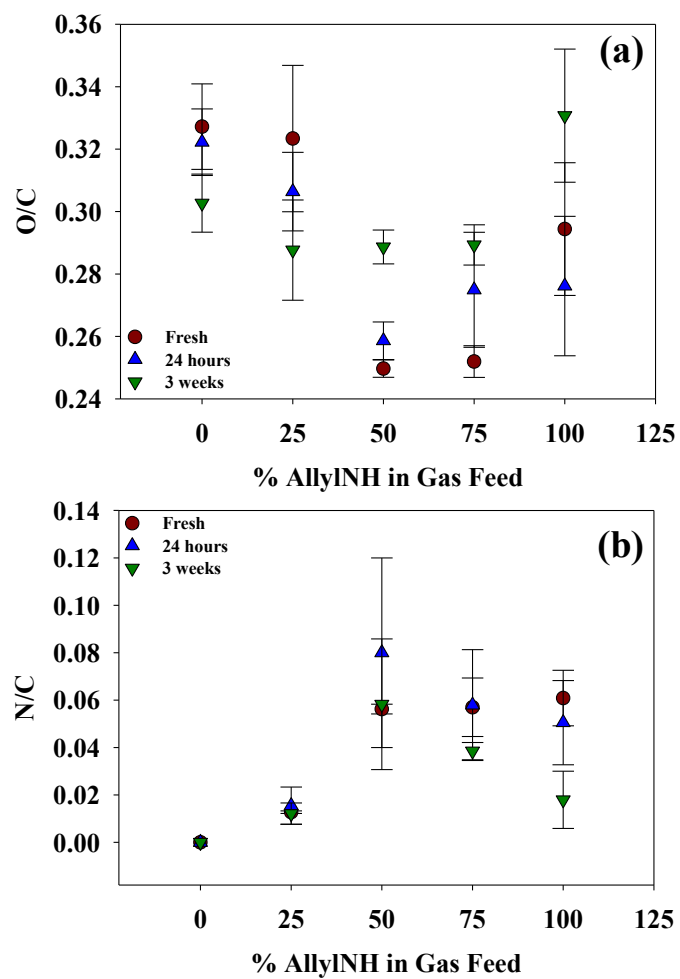 0.36
0.34
0.32
0.30
0.28
0.26
0.24
O/C
(a)
Fresh
24 hours
3 weeks
0 25 50 75 100 125
% AllylNH in Gas Feed
0.14
0.12
0.10
0.08
0.06
0.04
0.02
0.00
N/C
Fresh
24 hours
3 weeks
(b)
0 25 50 75 100 125
% AllylNH in Gas Feed